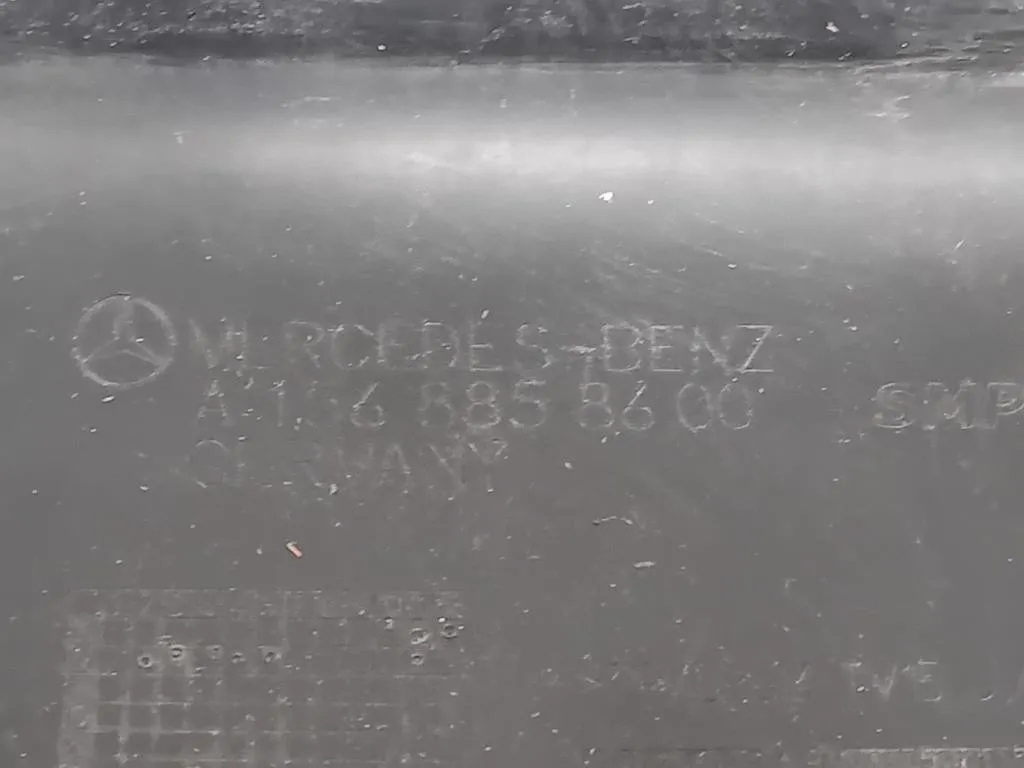 MERCEDES-BENZ
A 156 885 86 00 SMP
GERMANY